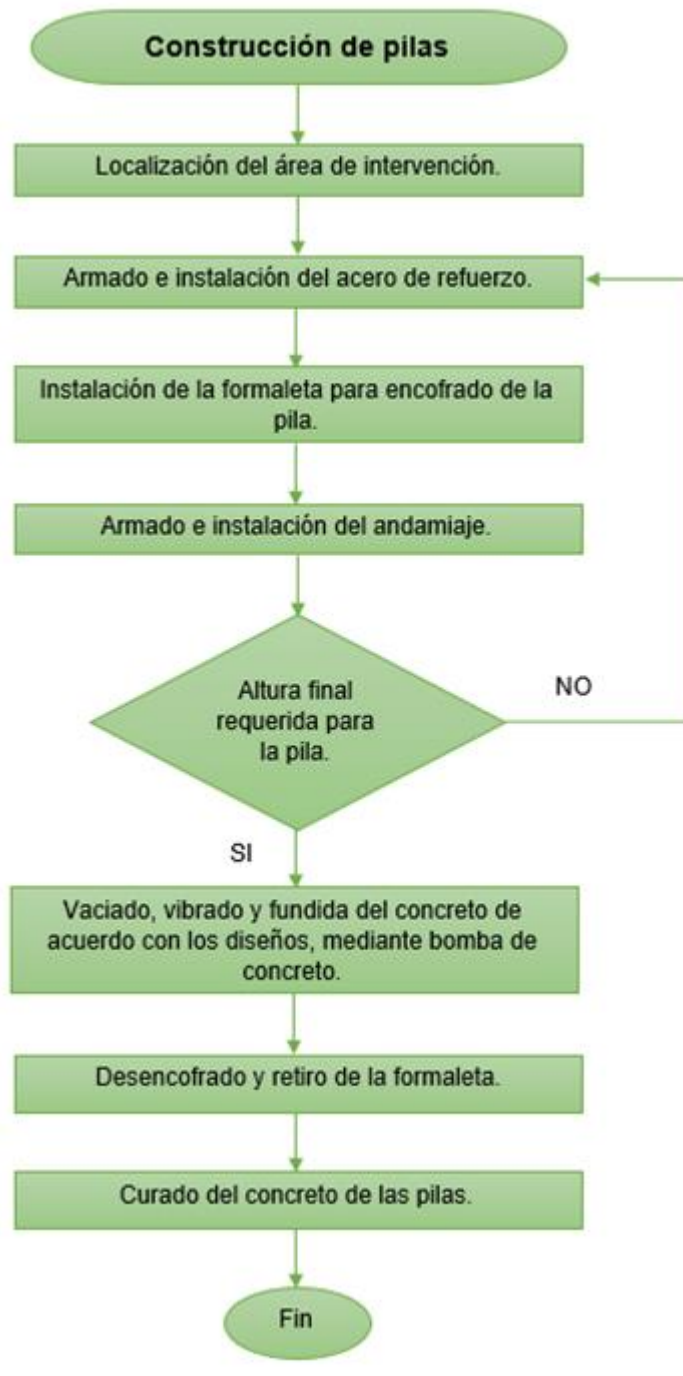 Construcción de pilas
Localización del área de intervención.
Armado e instalación del acero de refuerzo.
Instalación de la formaleta para encofrado de la
pila.
Armado e instalación del andamiaje.
Altura final
requerida para
la pila.
NO
SI
Vaciado, vibrado y fundida del concreto de
acuerdo con los diseños, mediante bomba de
concreto.
Desencofrado y retiro de la formaleta.
Curado del concreto de las pilas.
Fin